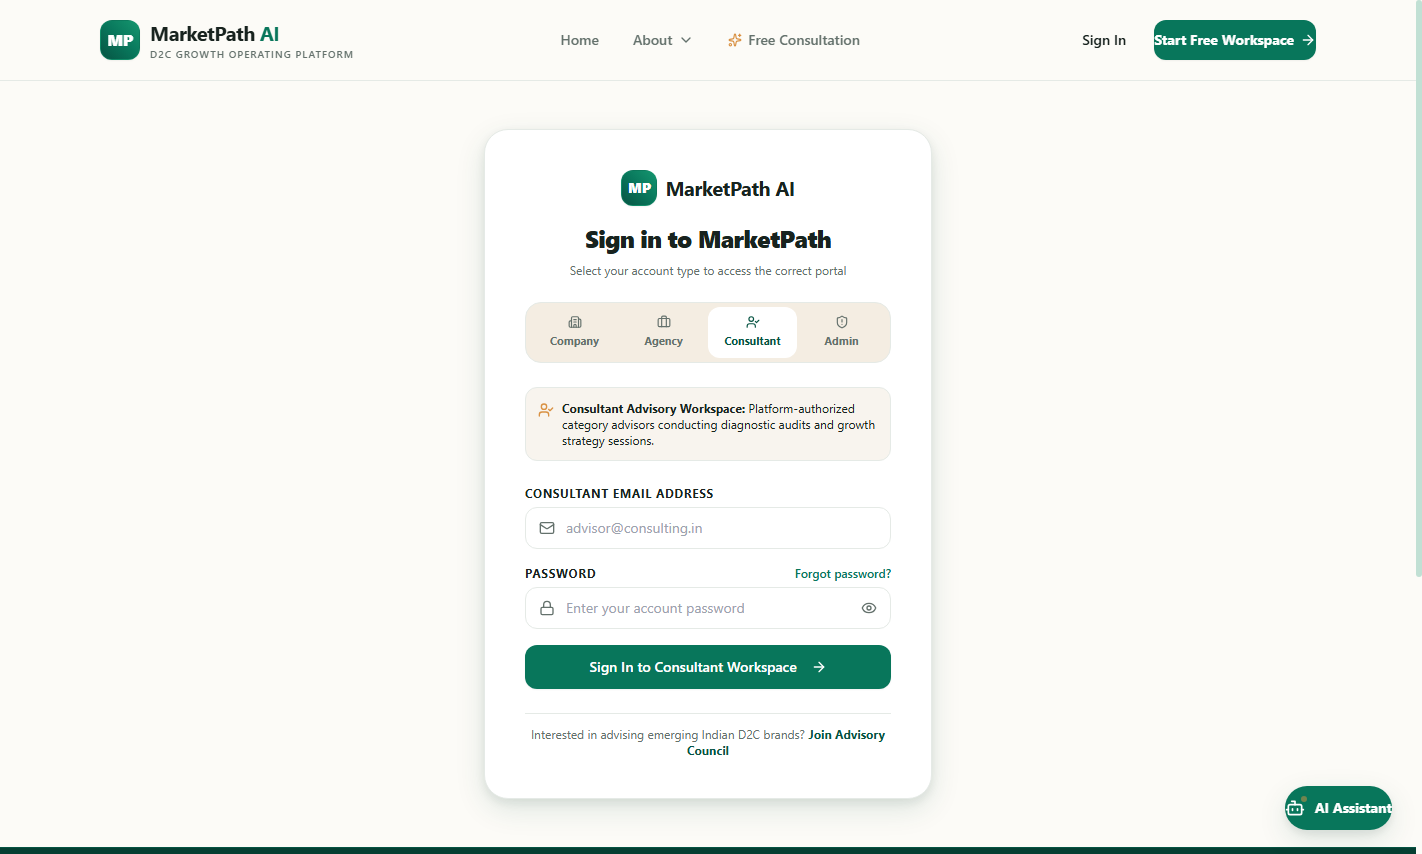 MP
MarketPath AI
D2C GROWTH OPERATING PLATFORM
Home
About
Free Consultation
Sign In
Start Free Workspace
MP
MarketPath AI
Sign in to MarketPath
Select your account type to access the correct portal
Company
Agency
Consultant
Admin
Consultant Advisory Workspace: Platform-authorized
category advisors conducting diagnostic audits and growth
strategy sessions.
CONSULTANT EMAIL ADDRESS
advisor@consulting.in
PASSWORD
Forgot password?
Enter your account password
Sign In to Consultant Workspace
Interested in advising emerging Indian D2C brands? Join Advisory
Council
AI Assistant